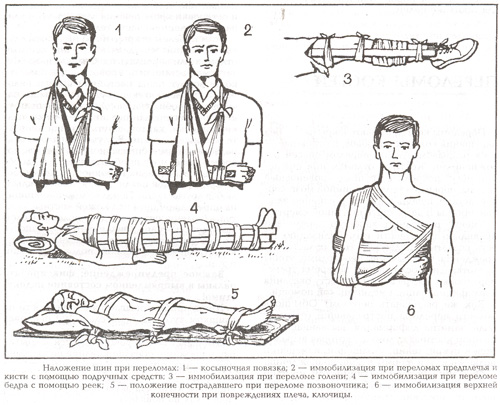 1
2
3
4
5
6
Наложение шин при переломах: 1 — косыночная повязка; 2 — иммобилизация при переломах предплечья и
кисти с помощью подручных средств; 3 — иммобилизация при переломе голени; 4 — иммобилизация при переломе
бедра с помощью реек; 5 — положение пострадавшего при переломе позвоночника; 6 — иммобилизация верхней
конечности при повреждениях плеча, ключицы.